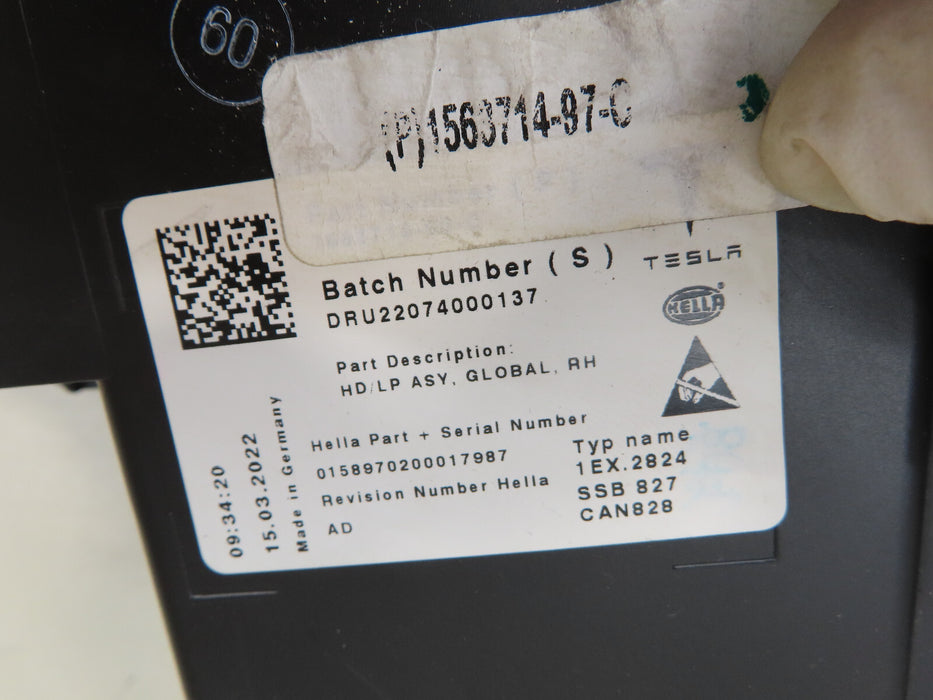 60
(P)1563714-97-C
Batch Number ( S )
DRU22074000137
TESLA
HELLA
Part Description:
HD/LP ASY, GLOBAL, RH
Hella Part + Serial Number
0158970200017987
Revision Number Hella
AD
Typ name
1EX.2824
SSB 827
CAN828
09:34:20
15.03.2022
Made in Germany